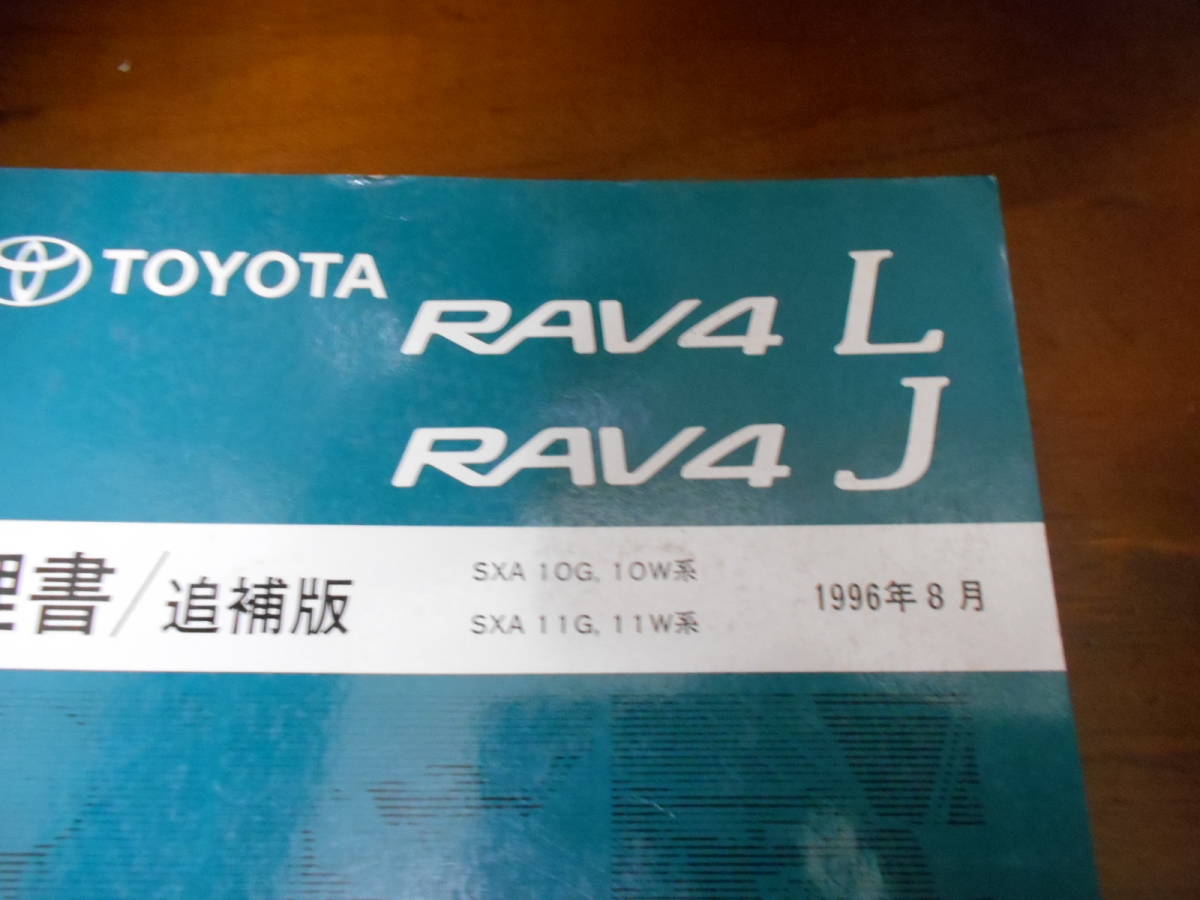 TOYOTA RAV4 L
RAV4 J
理書/追補版
SXA 10G, 10W系
SXA 11G, 11W系
1996年8月